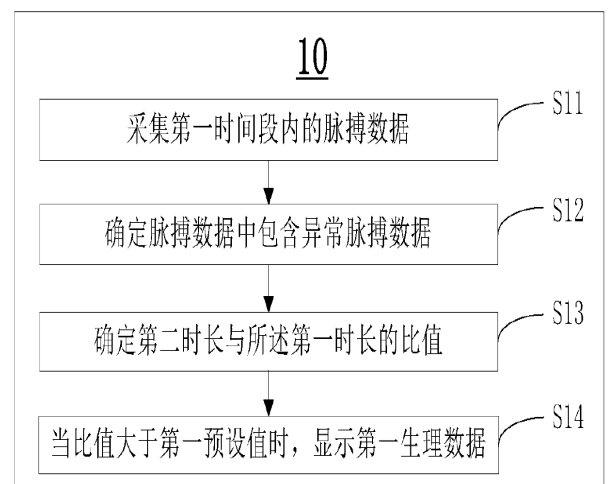 10
采集第一时间段内的脉搏数据
S11
确定脉搏数据中包含异常脉搏数据
S12
确定第二时长与所述第一时长的比值
S13
当比值大于第一预设值时，显示第一生理数据
S14